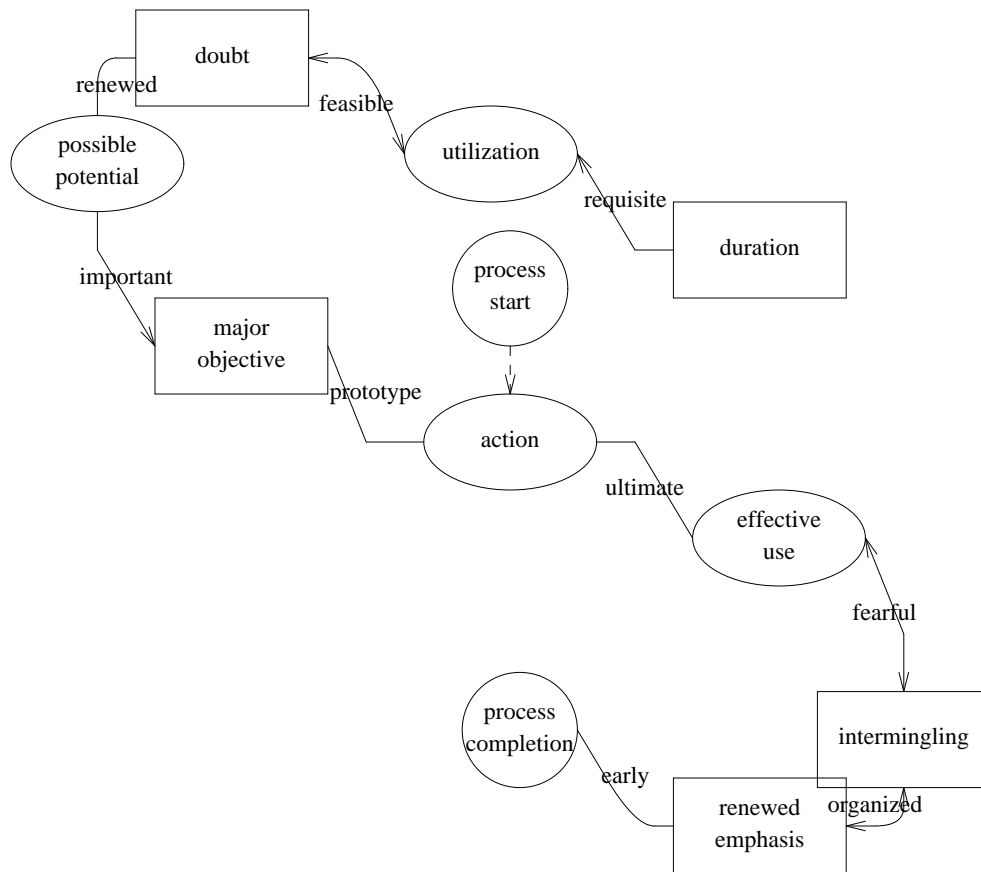 doubt
renewed
feasible
possible
potential
utilization
requisite
duration
process
start
important
major
objective
prototype
action
ultimate
effective
use
fearful
process
completion
intermingling
early
organized
renewed
emphasis